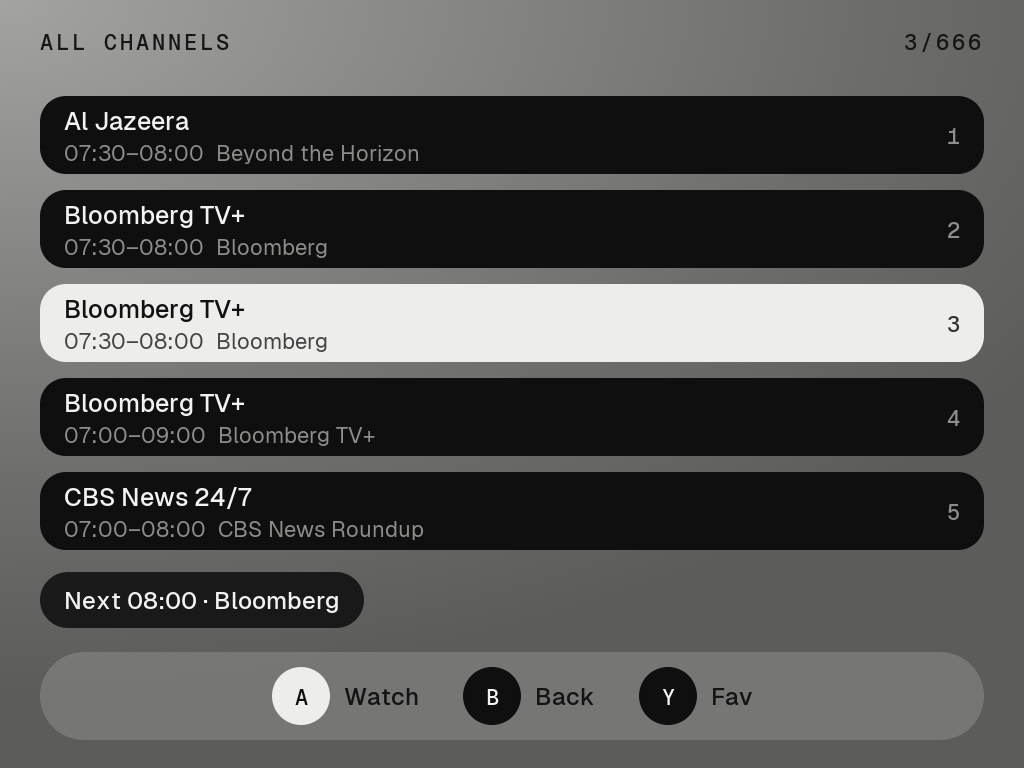 ALL CHANNELS 3/666
Al Jazeera
07:30–08:00 Beyond the Horizon 1
Bloomberg TV+
07:30–08:00 Bloomberg 2
Bloomberg TV+
07:30–08:00 Bloomberg 3
Bloomberg TV+
07:00–09:00 Bloomberg TV+ 4
CBS News 24/7
07:00–08:00 CBS News Roundup 5
Next 08:00 · Bloomberg
A Watch B Back Y Fav